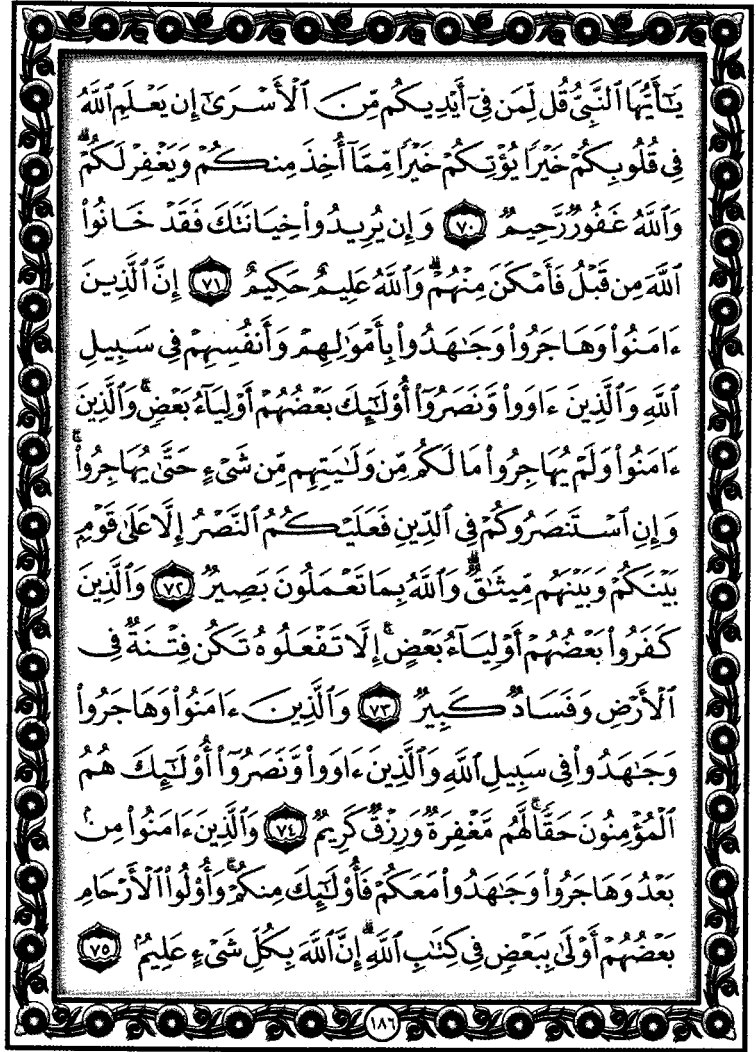 يَٰٓأَيُّهَا ٱلنَّبِيُّ قُل لِّمَن فِيٓ أَيْدِيكُم مِّنَ ٱلْأَسْرَىٰٓ إِن يَعْلَمِ ٱللَّهُ
فِي قُلُوبِكُمْ خَيْرًا يُؤْتِكُمْ خَيْرًا مِّمَّآ أُخِذَ مِنكُمْ وَيَغْفِرْ لَكُمْۗ
وَٱللَّهُ غَفُورٌ رَّحِيمٌ ٧٠ وَإِن يُرِيدُوا۟ خِيَانَتَكَ فَقَدْ خَانُوا۟
ٱللَّهَ مِن قَبْلُ فَأَمْكَنَ مِنْهُمْۗ وَٱللَّهُ عَلِيمٌ حَكِيمٌ ٧١ إِنَّ ٱلَّذِينَ
ءَامَنُوا۟ وَهَاجَرُوا۟ وَجَٰهَدُوا۟ بِأَمْوَٰلِهِمْ وَأَنفُسِهِمْ فِي سَبِيلِ
ٱللَّهِ وَٱلَّذِينَ ءَاوَوا۟ وَّنَصَرُوٓا۟ أُو۟لَٰٓئِكَ بَعْضُهُمْ أَوْلِيَآءُ بَعْضٍۚ وَٱلَّذِينَ
ءَامَنُوا۟ وَلَمْ يُهَاجِرُوا۟ مَا لَكُم مِّن وَلَٰيَتِهِم مِّن شَيْءٍ حَتَّىٰ يُهَاجِرُوا۟ۚ
وَإِنِ ٱسْتَنصَرُوكُمْ فِي ٱلدِّينِ فَعَلَيْكُمُ ٱلنَّصْرُ إِلَّا عَلَىٰ قَوْمٍۭ
بَيْنَكُمْ وَبَيْنَهُم مِّيثَٰقٌۗ وَٱللَّهُ بِمَا تَعْمَلُونَ بَصِيرٌ ٧٢ وَٱلَّذِينَ
كَفَرُوا۟ بَعْضُهُمْ أَوْلِيَآءُ بَعْضٍۚ إِلَّا تَفْعَلُوهُ تَكُن فِتْنَةٌ فِي
ٱلْأَرْضِ وَفَسَادٌ كَبِيرٌ ٧٣ وَٱلَّذِينَ ءَامَنُوا۟ وَهَاجَرُوا۟
وَجَٰهَدُوا۟ فِي سَبِيلِ ٱللَّهِ وَٱلَّذِينَ ءَاوَوا۟ وَّنَصَرُوٓا۟ أُو۟لَٰٓئِكَ هُمُ
ٱلْمُؤْمِنُونَ حَقًّاۚ لَّهُم مَّغْفِرَةٌ وَرِزْقٌ كَرِيمٌ ٧٤ وَٱلَّذِينَ ءَامَنُوا۟ مِنۢ
بَعْدُ وَهَاجَرُوا۟ وَجَٰهَدُوا۟ مَعَكُمْ فَأُو۟لَٰٓئِكَ مِنكُمْۚ وَأُو۟لُوا۟ ٱلْأَرْحَامِ
بَعْضُهُمْ أَوْلَىٰ بِبَعْضٍ فِي كِتَٰبِ ٱللَّهِۗ إِنَّ ٱللَّهَ بِكُلِّ شَيْءٍ عَلِيمٌۢ ٧٥
١٨٦